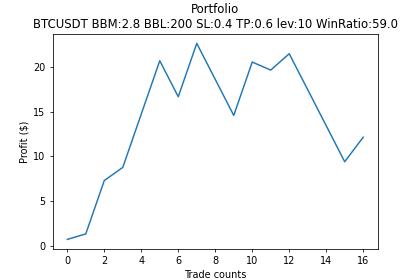 Portfolio
BTCUSDT BBM:2.8 BBL:200 SL:0.4 TP:0.6 lev:10 WinRatio:59.0
20
15
10
5
0
Profit ($)
0 2 4 6 8 10 12 14 16
Trade counts